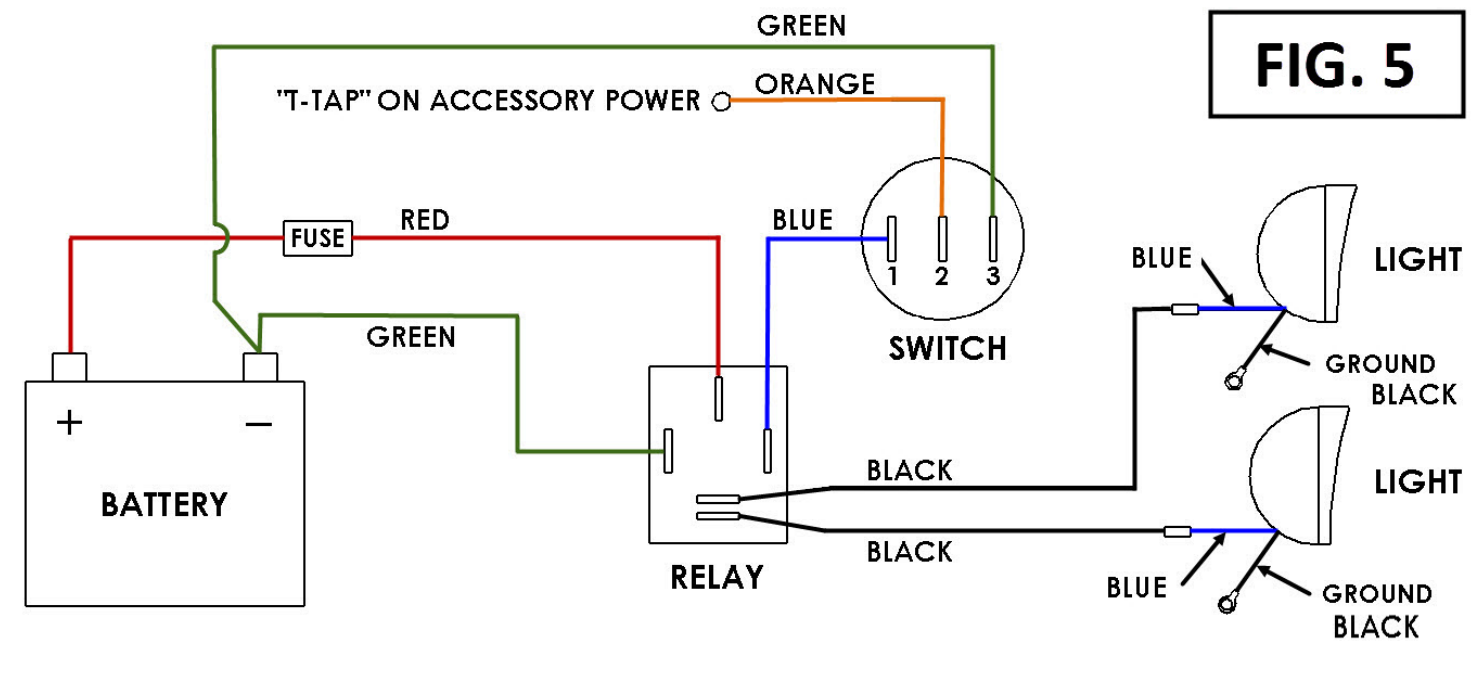 GREEN
FIG. 5
"T-TAP" ON ACCESSORY POWER
ORANGE
RED
FUSE
BLUE
1 2 3
SWITCH
BLUE
LIGHT
GREEN
GROUND
BLACK
+ −
BATTERY
BLACK
LIGHT
BLACK
RELAY
BLUE
GROUND
BLACK